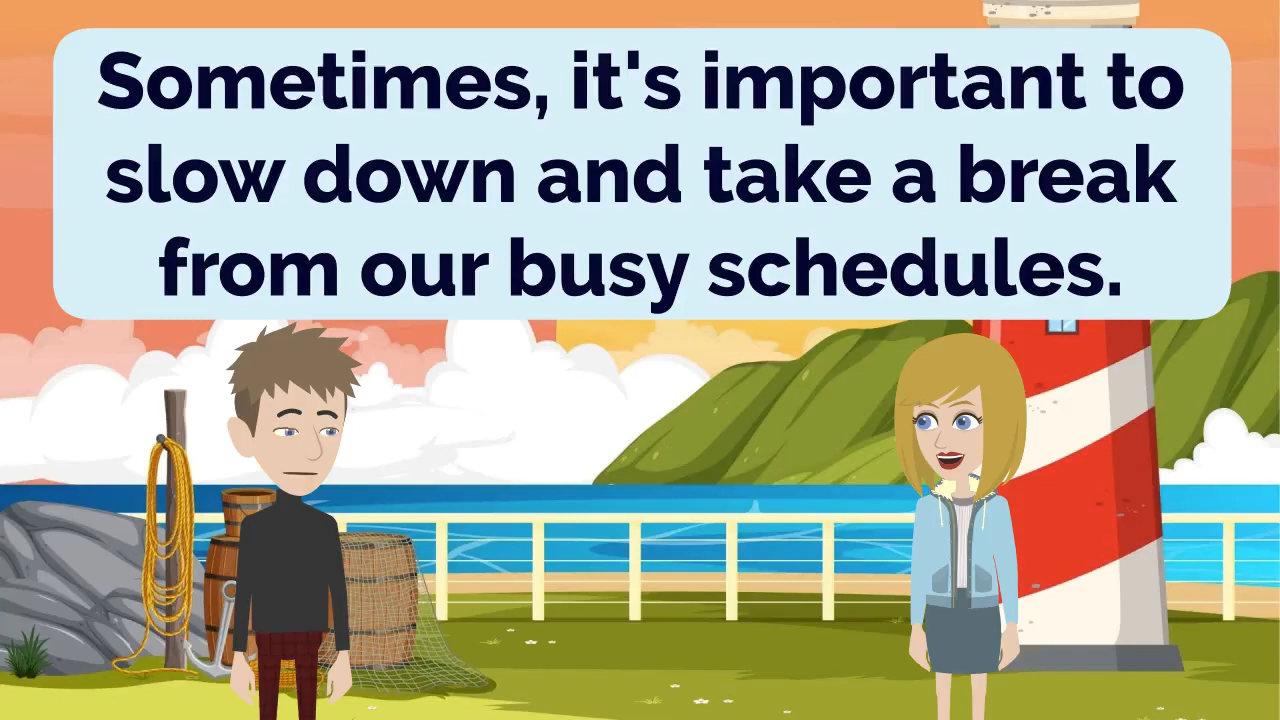 Sometimes, it's important to
slow down and take a break
from our busy schedules.